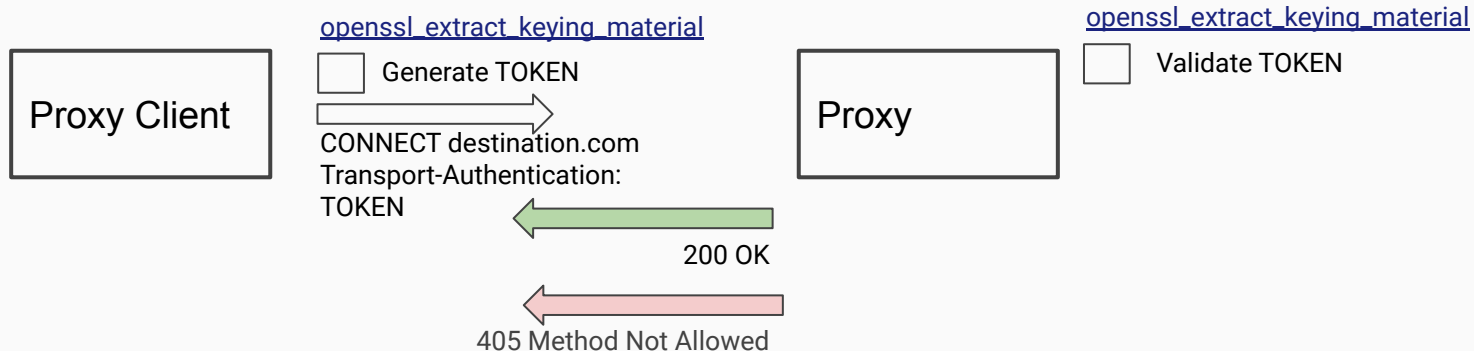 openssl_extract_keying_material
Generate TOKEN
Proxy Client
CONNECT destination.com
Transport-Authentication:
TOKEN
200 OK
405 Method Not Allowed
Proxy
openssl_extract_keying_material
Validate TOKEN